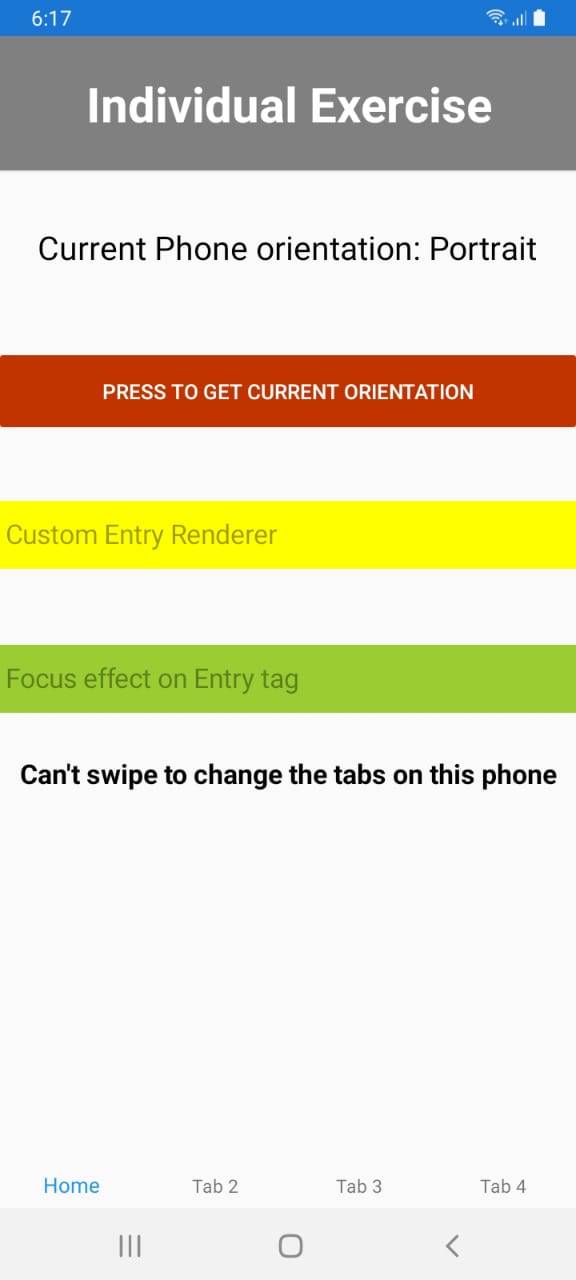 6:17
Individual Exercise
Current Phone orientation: Portrait
PRESS TO GET CURRENT ORIENTATION
Custom Entry Renderer
Focus effect on Entry tag
Can't swipe to change the tabs on this phone
Home Tab 2 Tab 3 Tab 4